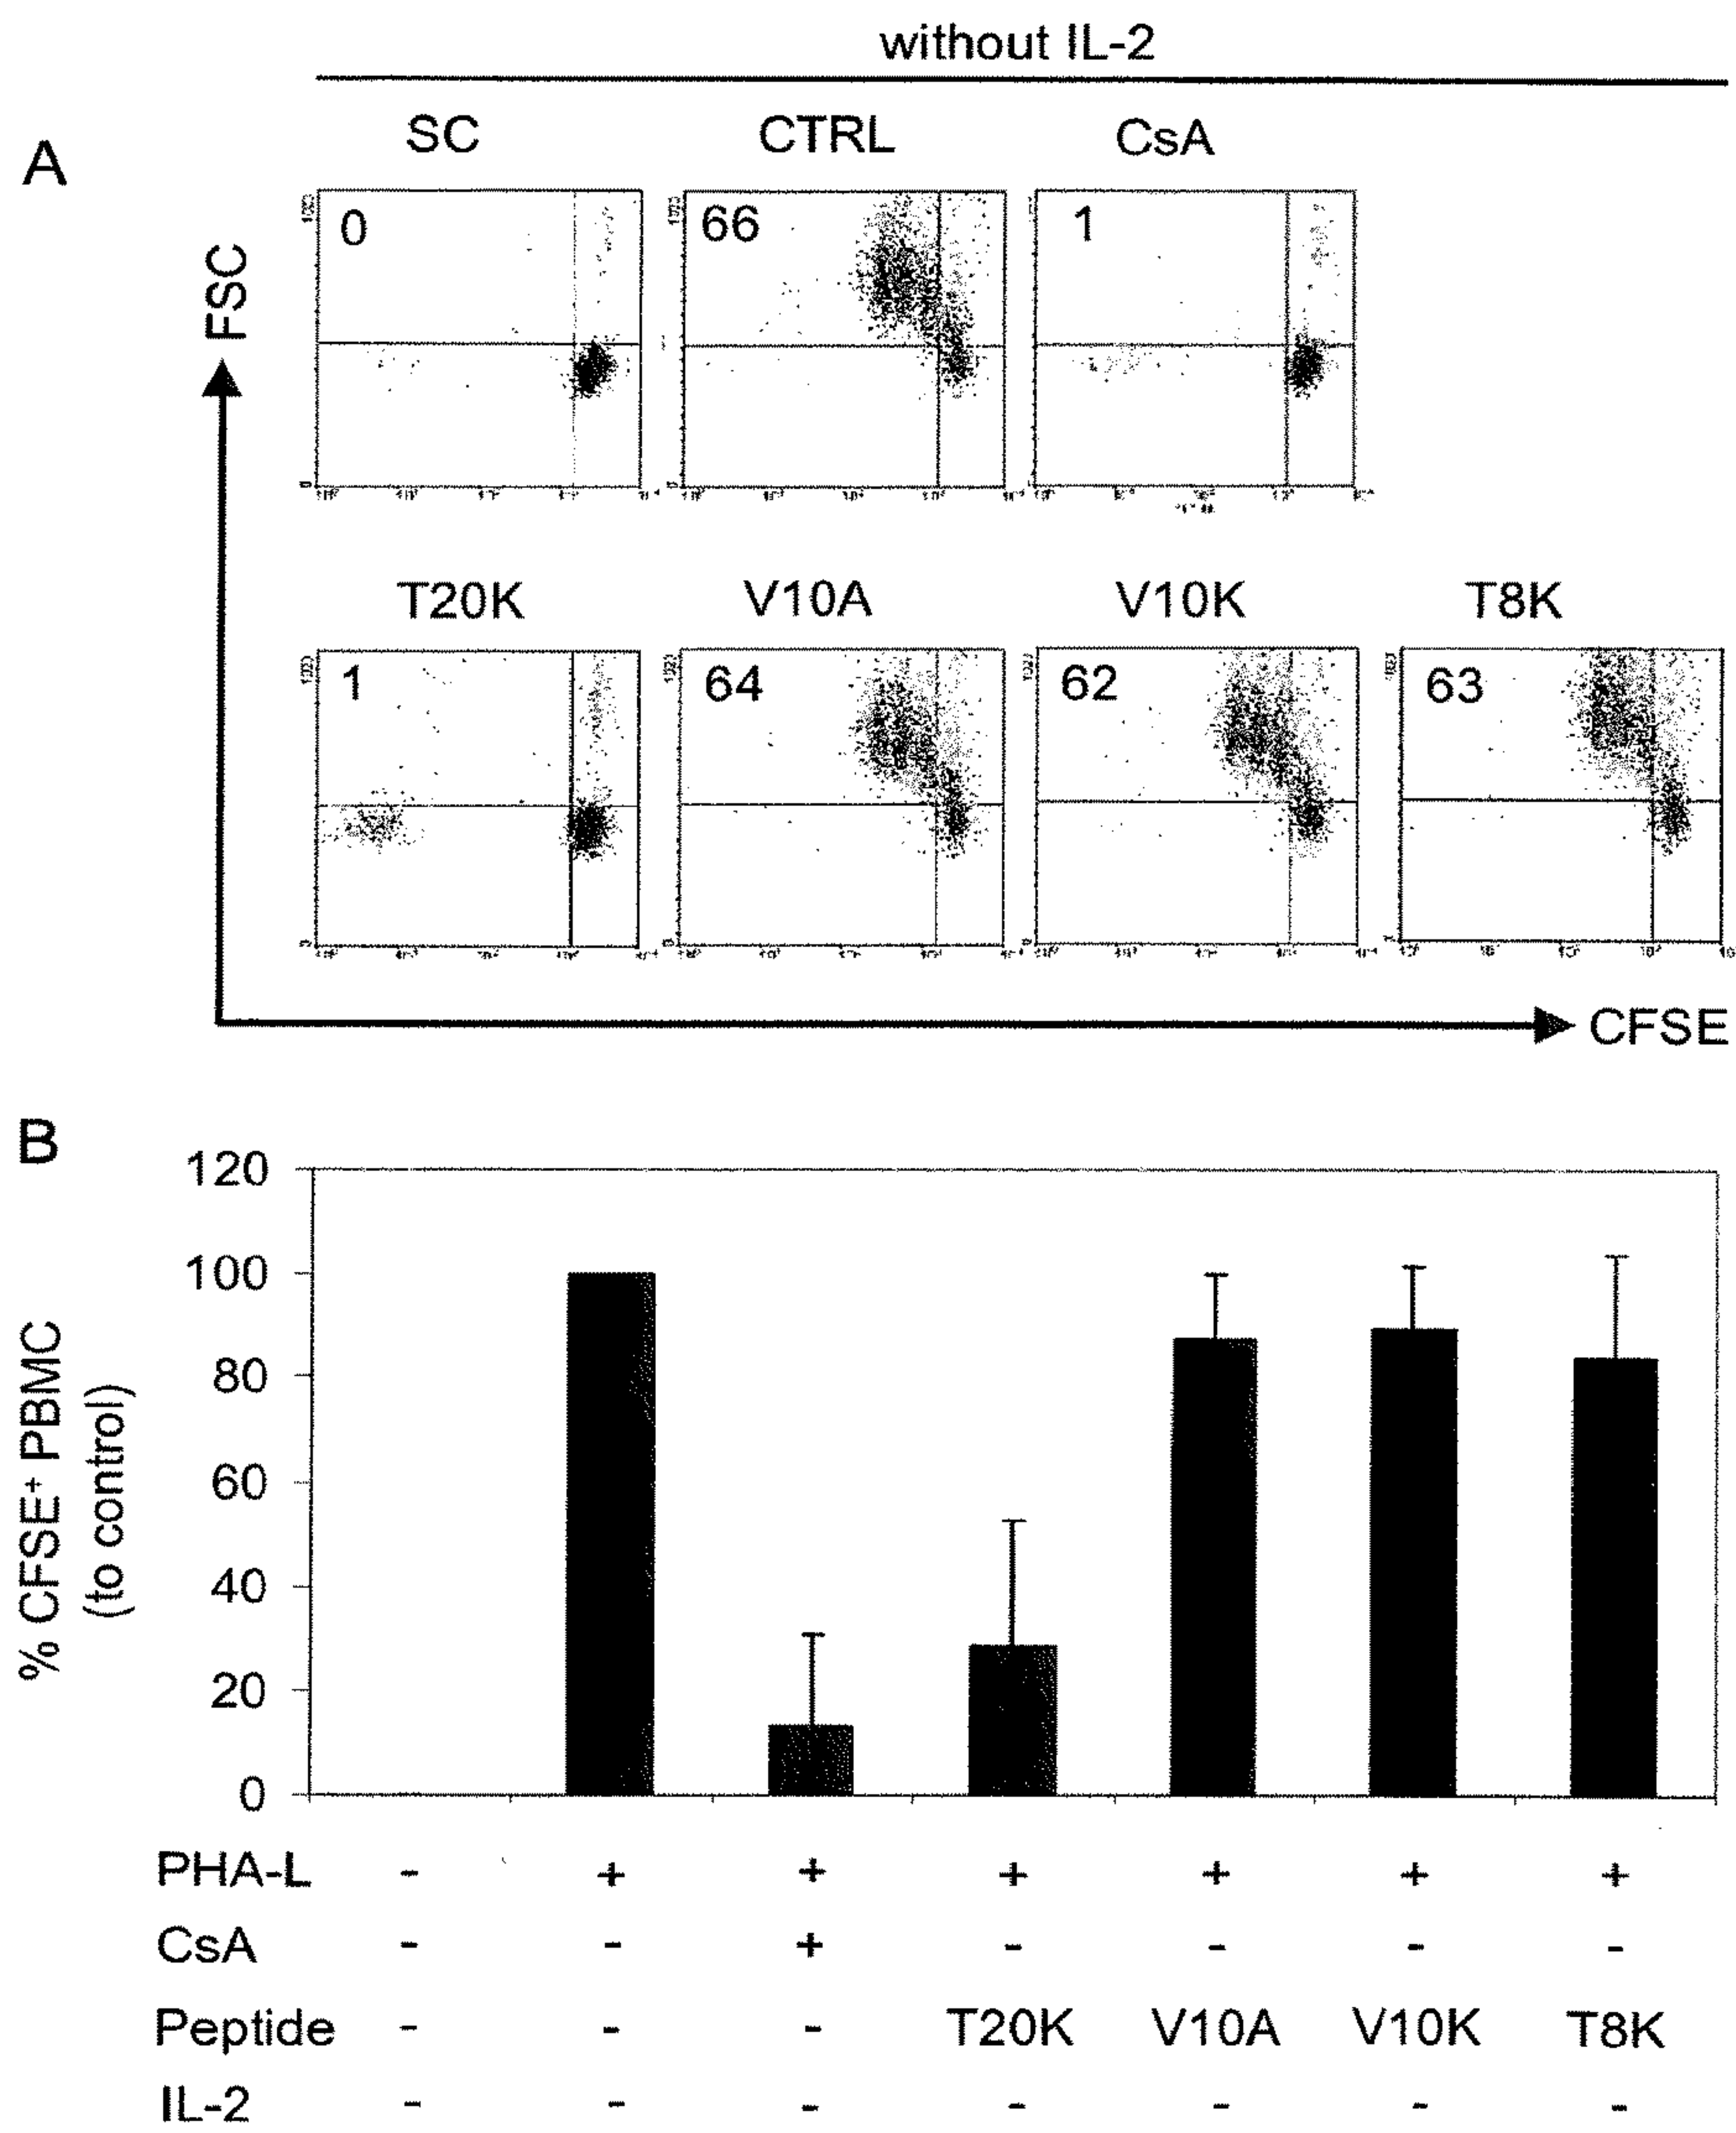 without IL-2
A
SC CTRL CsA
0 66 1
FSC
T20K V10A V10K T8K
1 64 62 63
CFSE
B
120
100
80
60
40
20
0
% CFSE⁺ PBMC
(to control)
PHA-L - + + + + + +
CsA - - + - - - -
Peptide - - - T20K V10A V10K T8K
IL-2 - - - - - - -